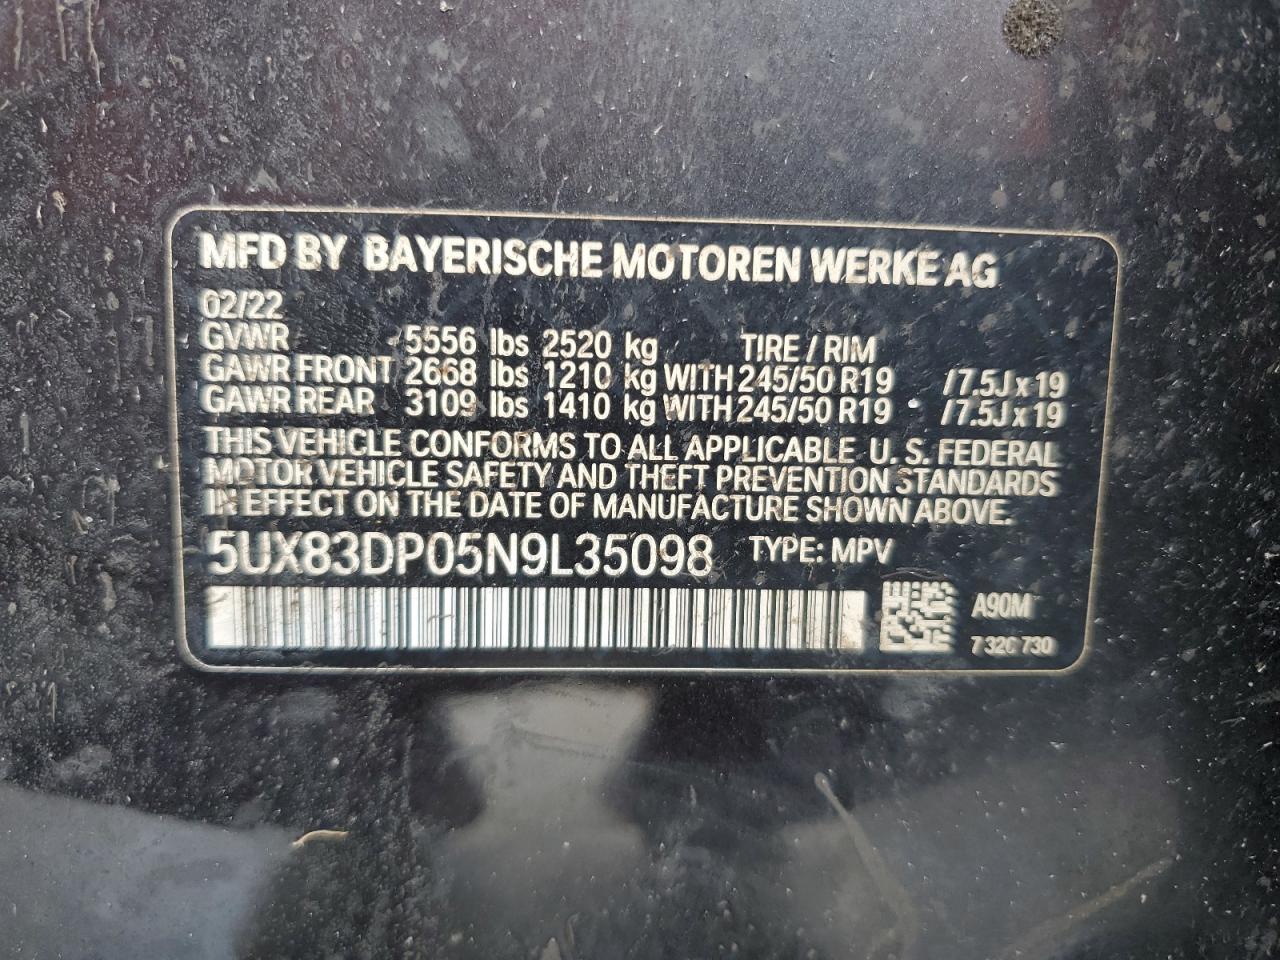 MFD BY BAYERISCHE MOTOREN WERKE AG
02/22
GVWR 5556 lbs 2520 kg TIRE / RIM
GAWR FRONT 2668 lbs 1210 kg WITH 245/50 R19 /7.5J x 19
GAWR REAR 3109 lbs 1410 kg WITH 245/50 R19 /7.5J x 19
THIS VEHICLE CONFORMS TO ALL APPLICABLE U. S. FEDERAL
MOTOR VEHICLE SAFETY AND THEFT PREVENTION STANDARDS
IN EFFECT ON THE DATE OF MANUFACTURE SHOWN ABOVE.
5UX83DP05N9L35098 TYPE: MPV
A90M
7 320 730